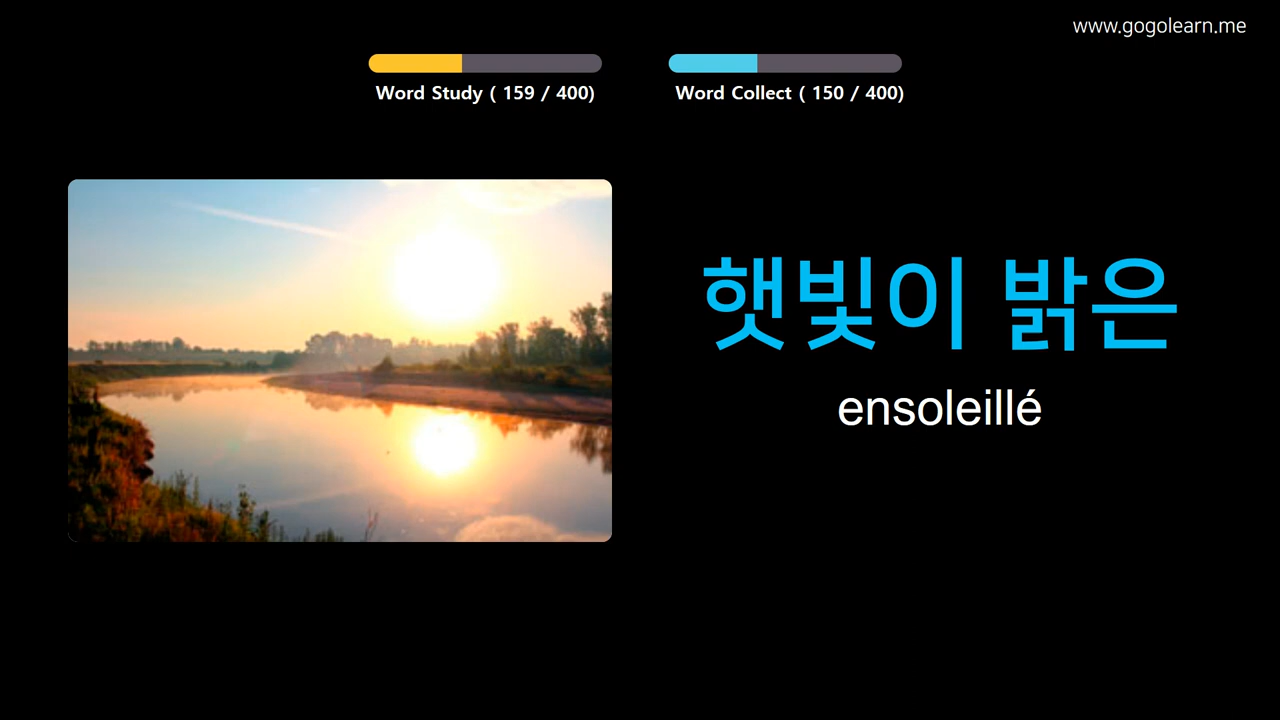 www.gogolearn.me
Word Study ( 159 / 400)
Word Collect ( 150 / 400)
햇빛이 밝은
ensoleillé